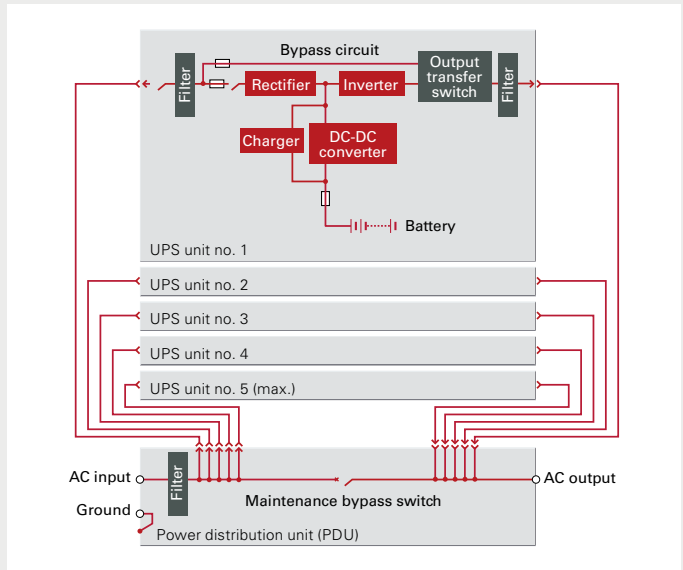 Bypass circuit
Filter
Rectifier
Inverter
Output
transfer
switch
Filter
Charger
DC-DC
converter
Battery
UPS unit no. 1
UPS unit no. 2
UPS unit no. 3
UPS unit no. 4
UPS unit no. 5 (max.)
AC input
Filter
AC output
Maintenance bypass switch
Ground
Power distribution unit (PDU)